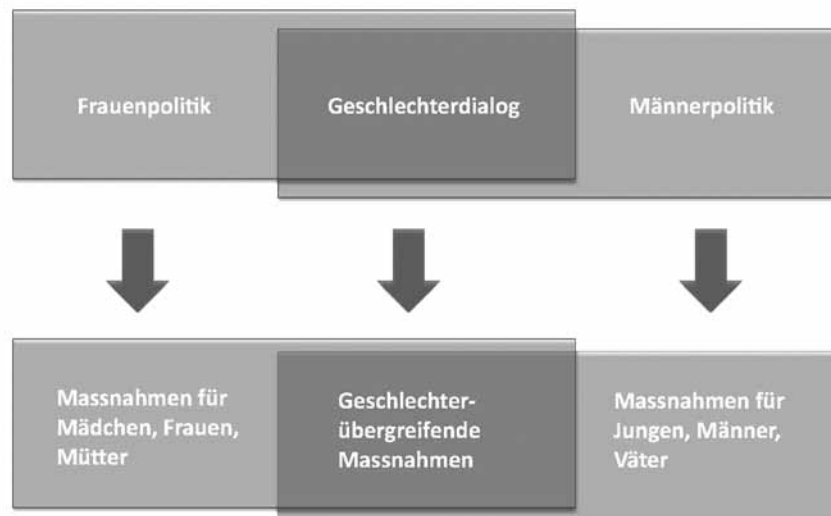 Frauenpolitik
Geschlechterdialog
Männerpolitik
Massnahmen für
Mädchen, Frauen,
Mütter
Geschlechter-
übergreifende
Massnahmen
Massnahmen für
Jungen, Männer,
Väter